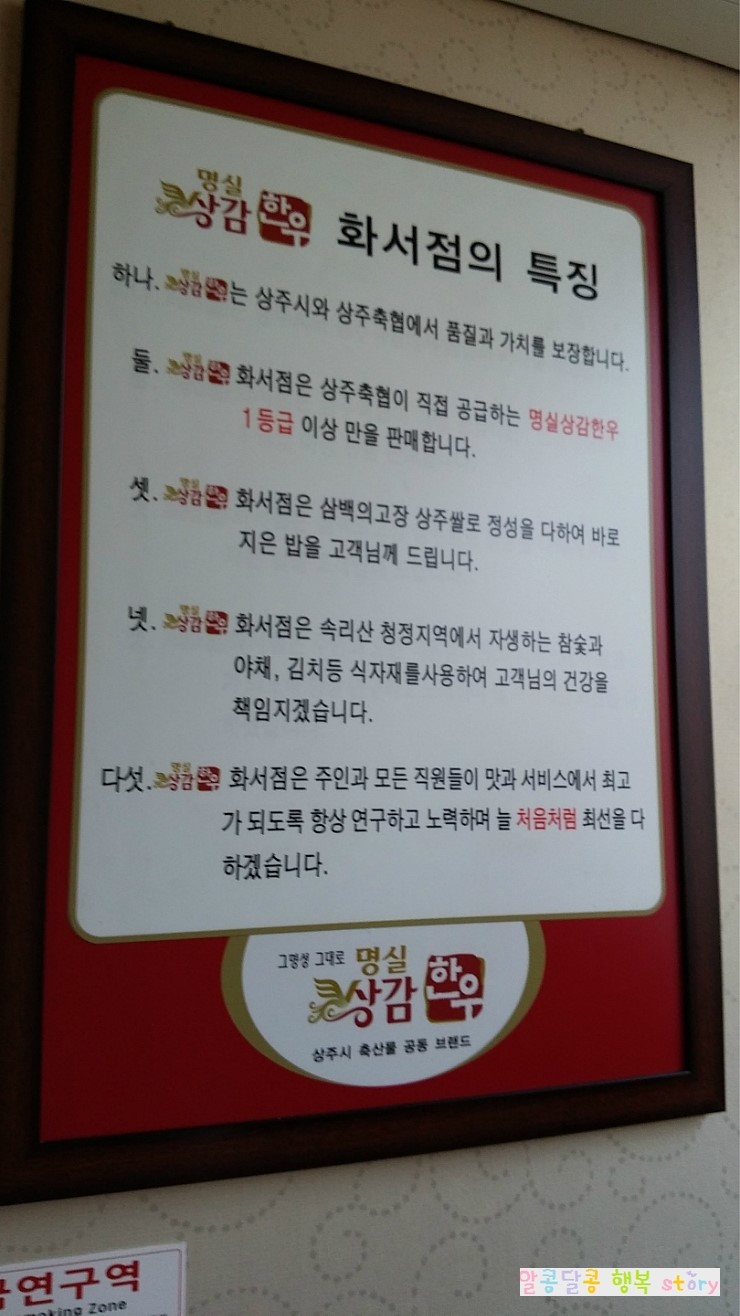 명실
상감 한우 화서점의 특징
하나. 명실상감한우는 상주시와 상주축협에서 품질과 가치를 보장합니다.
둘. 명실상감한우 화서점은 상주축협이 직접 공급하는 명실상감한우
1등급 이상 만을 판매합니다.
셋. 명실상감한우 화서점은 삼백의고장 상주쌀로 정성을 다하여 바로
지은 밥을 고객님께 드립니다.
넷. 명실상감한우 화서점은 속리산 청정지역에서 자생하는 참숯과
야채, 김치등 식자재를사용하여 고객님의 건강을
책임지겠습니다.
다섯. 명실상감한우 화서점은 주인과 모든 직원들이 맛과 서비스에서 최고
가 되도록 항상 연구하고 노력하며 늘 처음처럼 최선을 다
하겠습니다.
그명성 그대로 명실
상감 한우
상주시 축산물 공동 브랜드
연구역
Zone
알콩달콩 행복 story